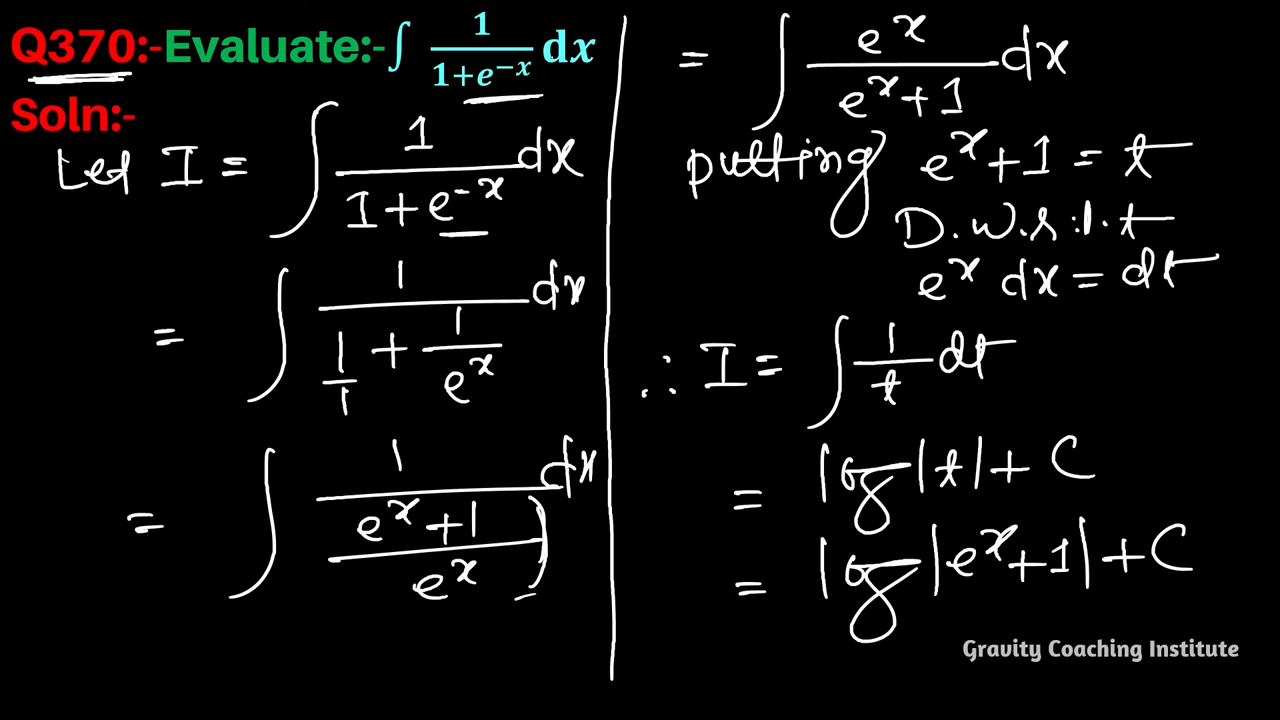 Q370:-Evaluate:-∫ 1/(1+e^(-x)) dx
Soln:-
Let I = ∫ 1/(1+e^(-x)) dx
= ∫ 1/(1/1 + 1/e^x) dx
= ∫ 1/((e^x+1)/e^x) dx
= ∫ e^x/(e^x+1) dx
putting e^x+1 = t
D.w.r.t. t
e^x dx = dt
∴ I = ∫ 1/t dt
= log|t| + C
= log|e^x+1| + C
Gravity Coaching Institute